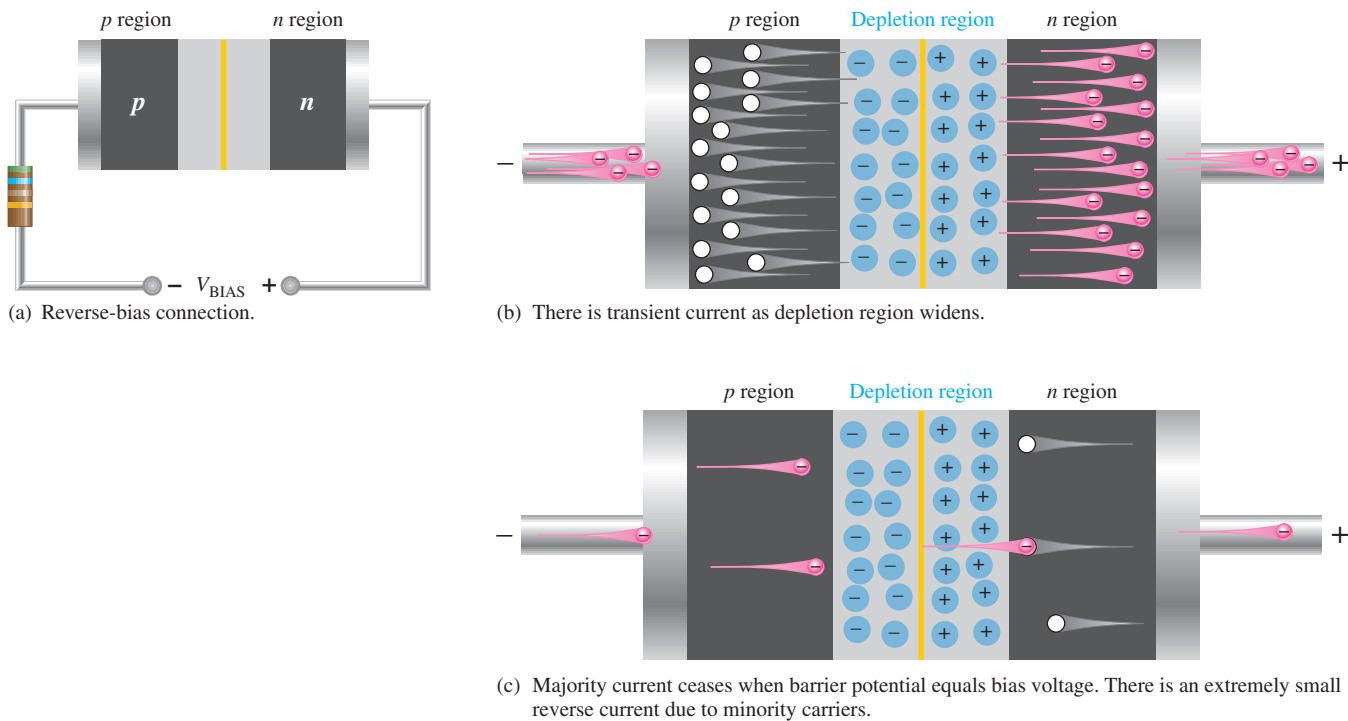 p region n region
p n
− V_BIAS +
(a) Reverse-bias connection.
p region Depletion region n region
− +
(b) There is transient current as depletion region widens.
p region Depletion region n region
− +
(c) Majority current ceases when barrier potential equals bias voltage. There is an extremely small
reverse current due to minority carriers.